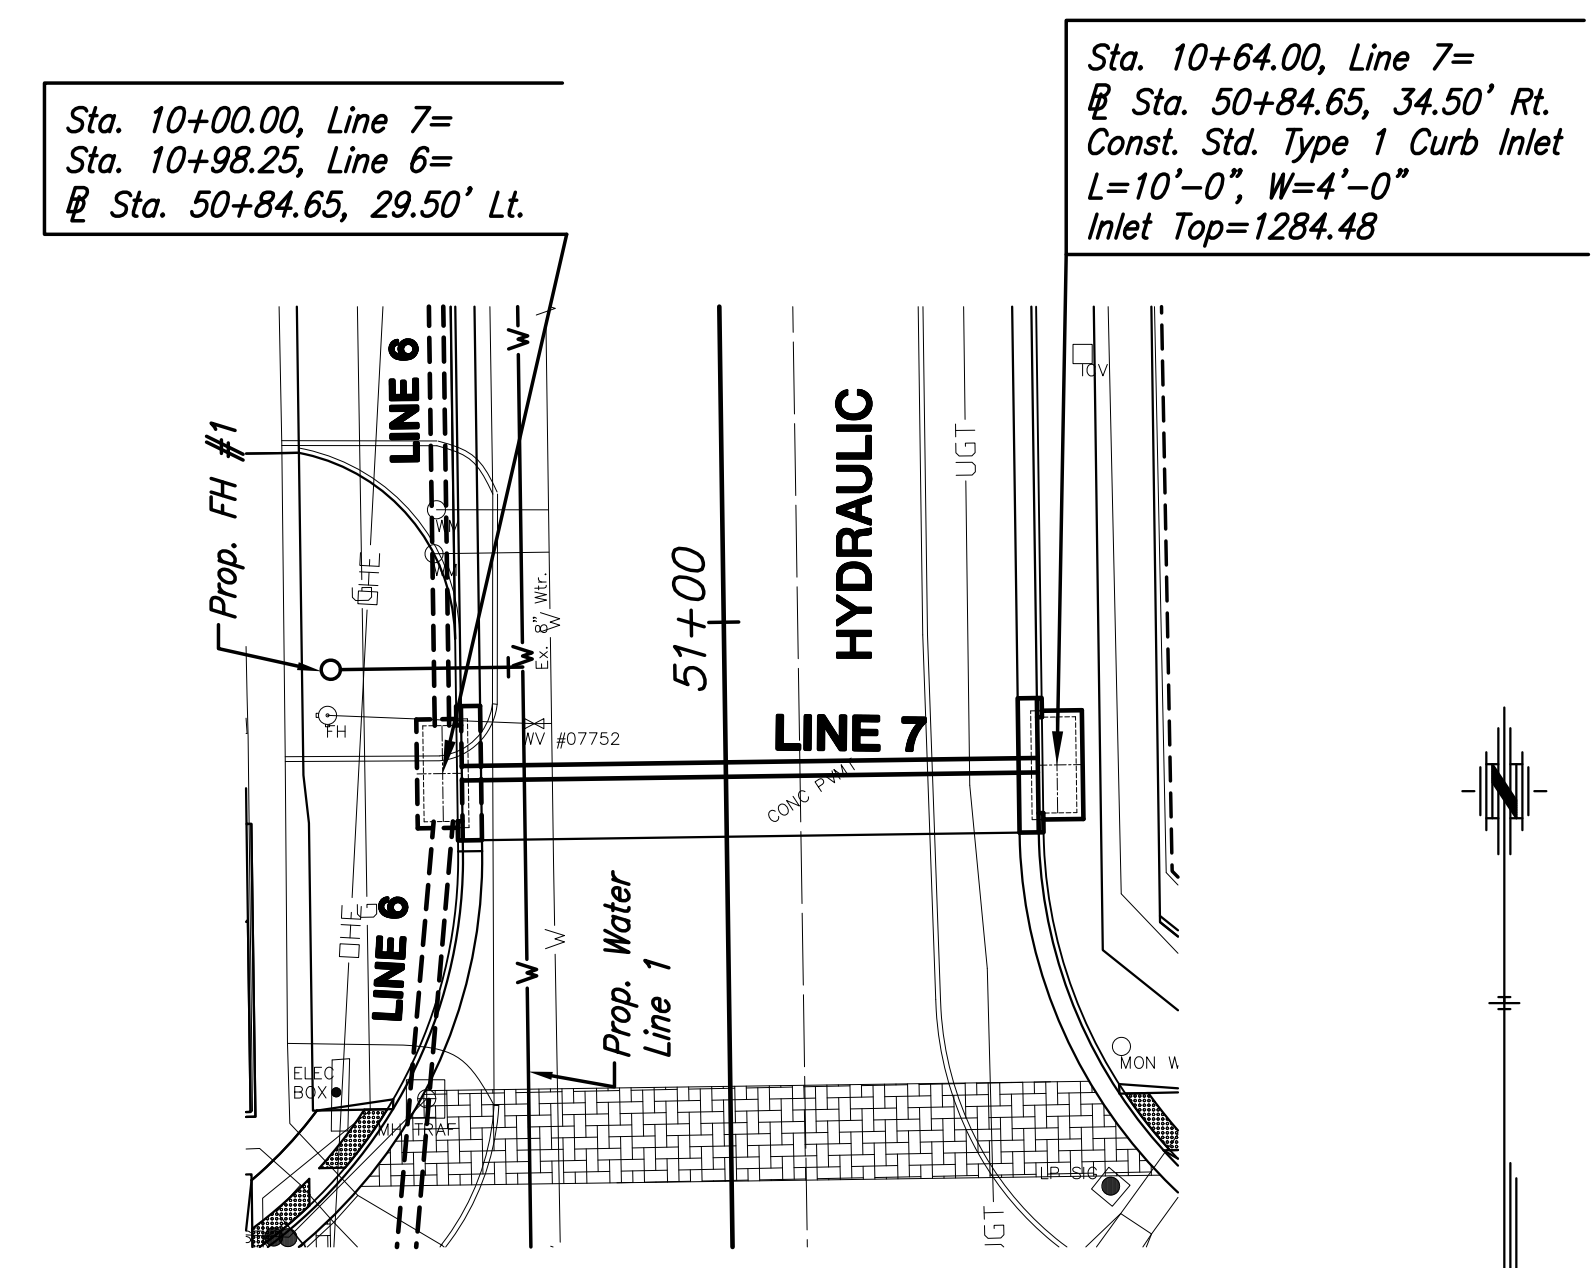 Sta. 10+00.00, Line 7=
Sta. 10+98.25, Line 6=
℄ Sta. 50+84.65, 29.50' Lt.
Sta. 10+64.00, Line 7=
℄ Sta. 50+84.65, 34.50' Rt.
Const. Std. Type 1 Curb Inlet
L=10'-0", W=4'-0"
Inlet Top=1284.48
LINE 6
W
ICV
HYDRAULIC
UGT
Prop. FH #1
WM
WM
OHE
G
Ex. 8" Wtr.
W
W
51+00
FH
WV #07752
LINE 7
CONC PVMT
LINE 6
OHE
G
W
W
Prop. Water
Line 1
ELEC
BOX
MH TRAF
MON W
LP SIG
UGT